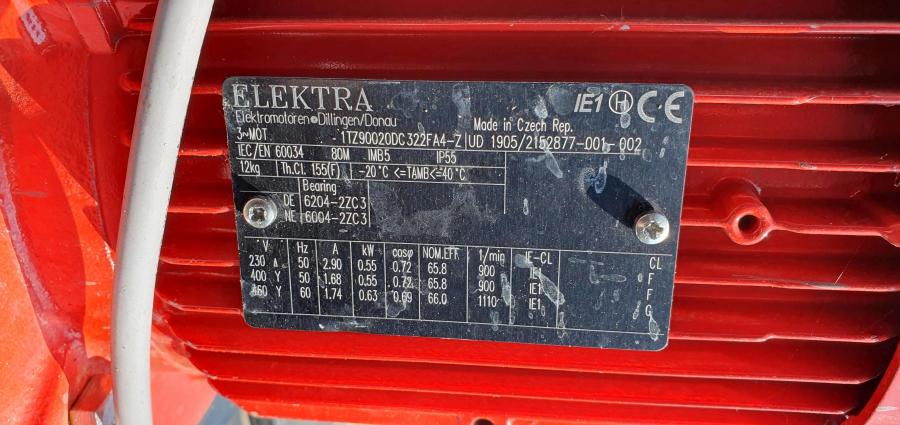 ELEKTRA IE1 H CE
Elektromotoren Dillingen/Donau Made in Czech Rep.
3~MOT. 1TZ90020DC322FA4-Z UD 1905/2152877-001-002
IEC/EN 60034 80M IMB5 IP55
12kg Th.Cl. 155(F) -20°C <=TAMB<=40°C
Bearing
DE 6204-2ZC3
NE 6004-2ZC3
V Hz A kW cosφ NOM.EFF 1/min IE-CL CL
230 Δ 50 2.90 0.55 0.72 65.8 900 IE1 F
400 Y 50 1.68 0.55 0.72 65.8 900 IE1 F
460 Y 60 1.74 0.63 0.69 66.0 1110 IE1 G